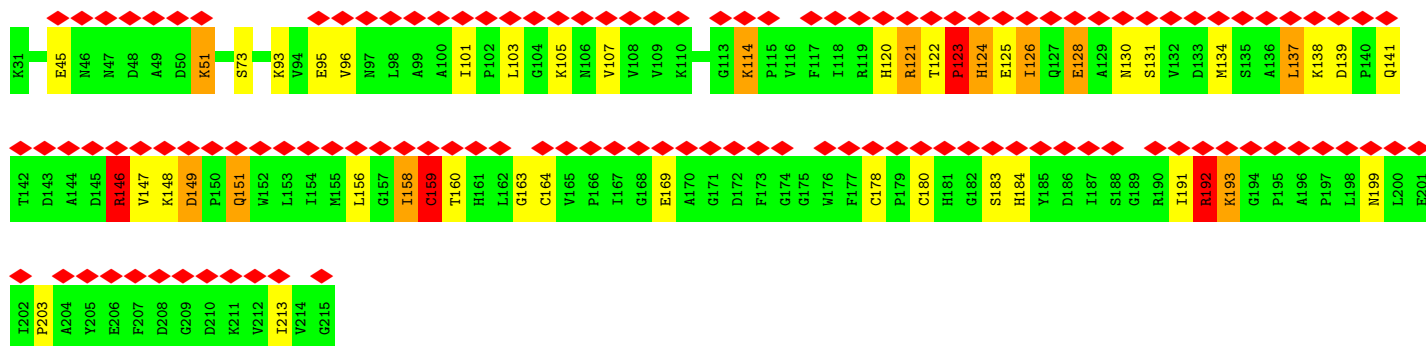 K31 E45 N46 N47 D48 A49 D50 K51 S73 K93 V94 E95 V96 N97 L98 A99 A100 I101 P102 L103 G104 K105 N106 V107 V108 V109 K110 G113 K114 P115 V116 F117 I118 R119 H120 R121 T122 P123 H124 E125 I126 Q127 E128 A129 N130 S131 V132 D133 M134 S135 A136 L137 K138 D139 P140 Q141
T142 D143 A144 D145 R146 V147 K148 D149 P150 Q151 W152 L153 I154 M155 L156 G157 I158 C159 T160 H161 L162 G163 C164 V165 P166 I167 G168 E169 A170 G171 D172 F173 G174 G175 W176 F177 C178 P179 C180 H181 G182 S183 H184 Y185 D186 I187 S188 G189 R190 I191 R192 K193 G194 P195 A196 P197 L198 N199 L200 E201
I202 P203 A204 Y205 E206 F207 D208 G209 D210 K211 V212 I213 V214 G215